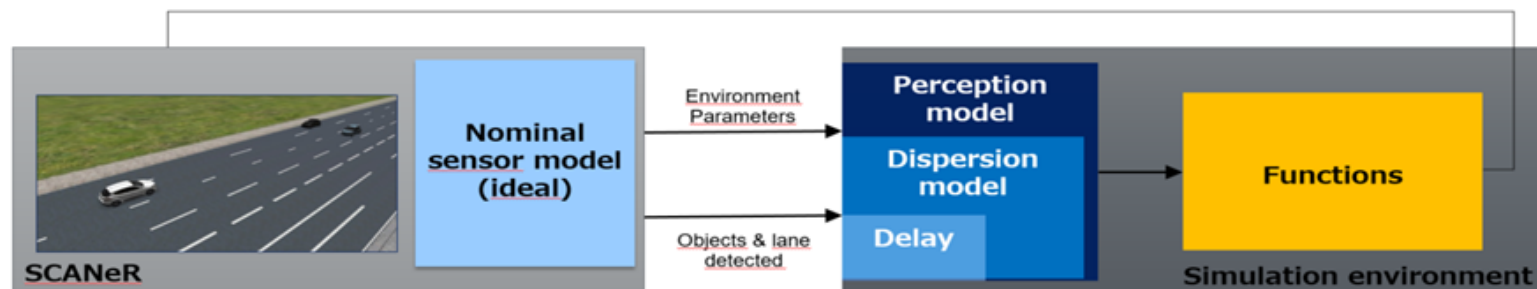 Nominal
sensor model
(ideal)
SCANeR
Environment
Parameters
Objects & lane
detected
Perception
model
Dispersion
model
Delay
Functions
Simulation environment